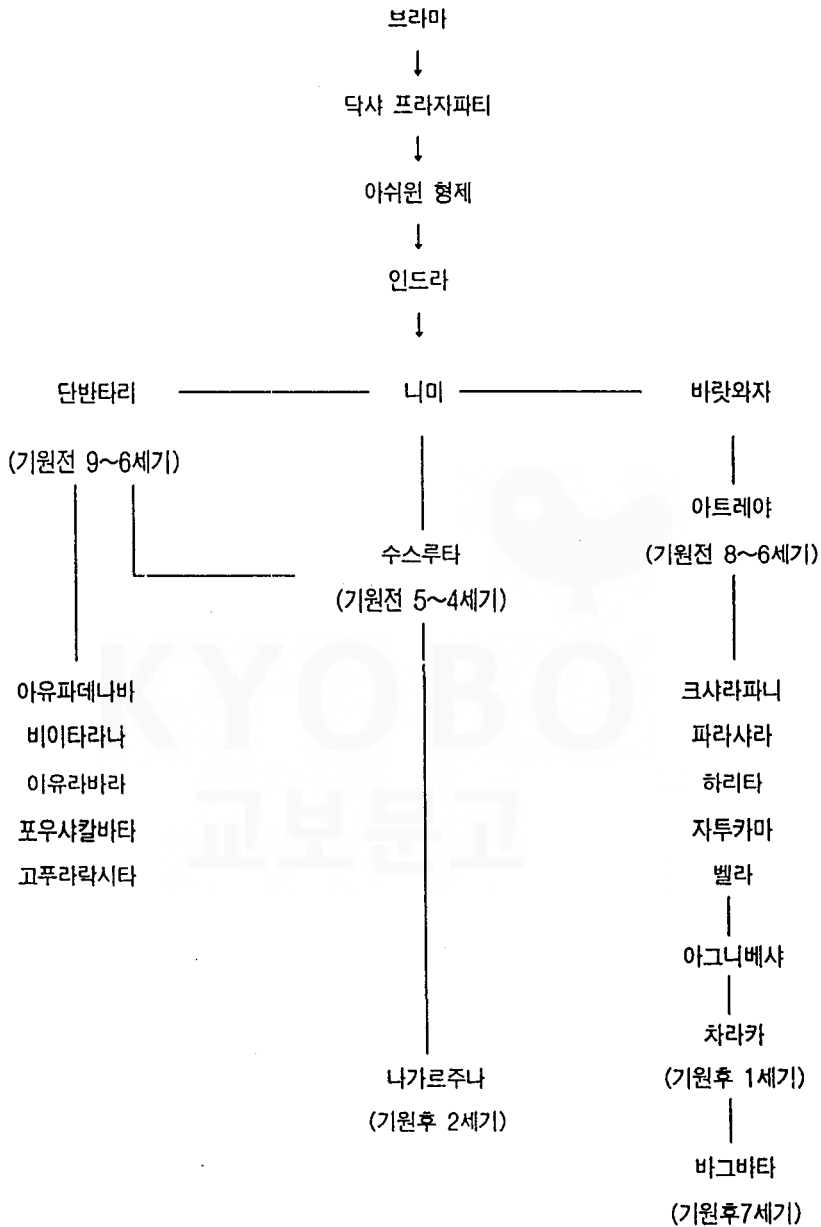 브라마
닥샤 프라자파티
아쉬윈 형제
인드라
단반타리
니미
바랏와자
(기원전 9~6세기)
아트레야
(기원전 8~6세기)
수스루타
(기원전 5~4세기)
아유파데나바
비이타라나
이유라바라
포우샤칼바타
고푸라락시타
크샤라파니
파라샤라
하리타
자투카마
벨라
아그니베샤
차라카
(기원후 1세기)
나가르주나
(기원후 2세기)
바그바타
(기원후7세기)
KYOBO
교보문고